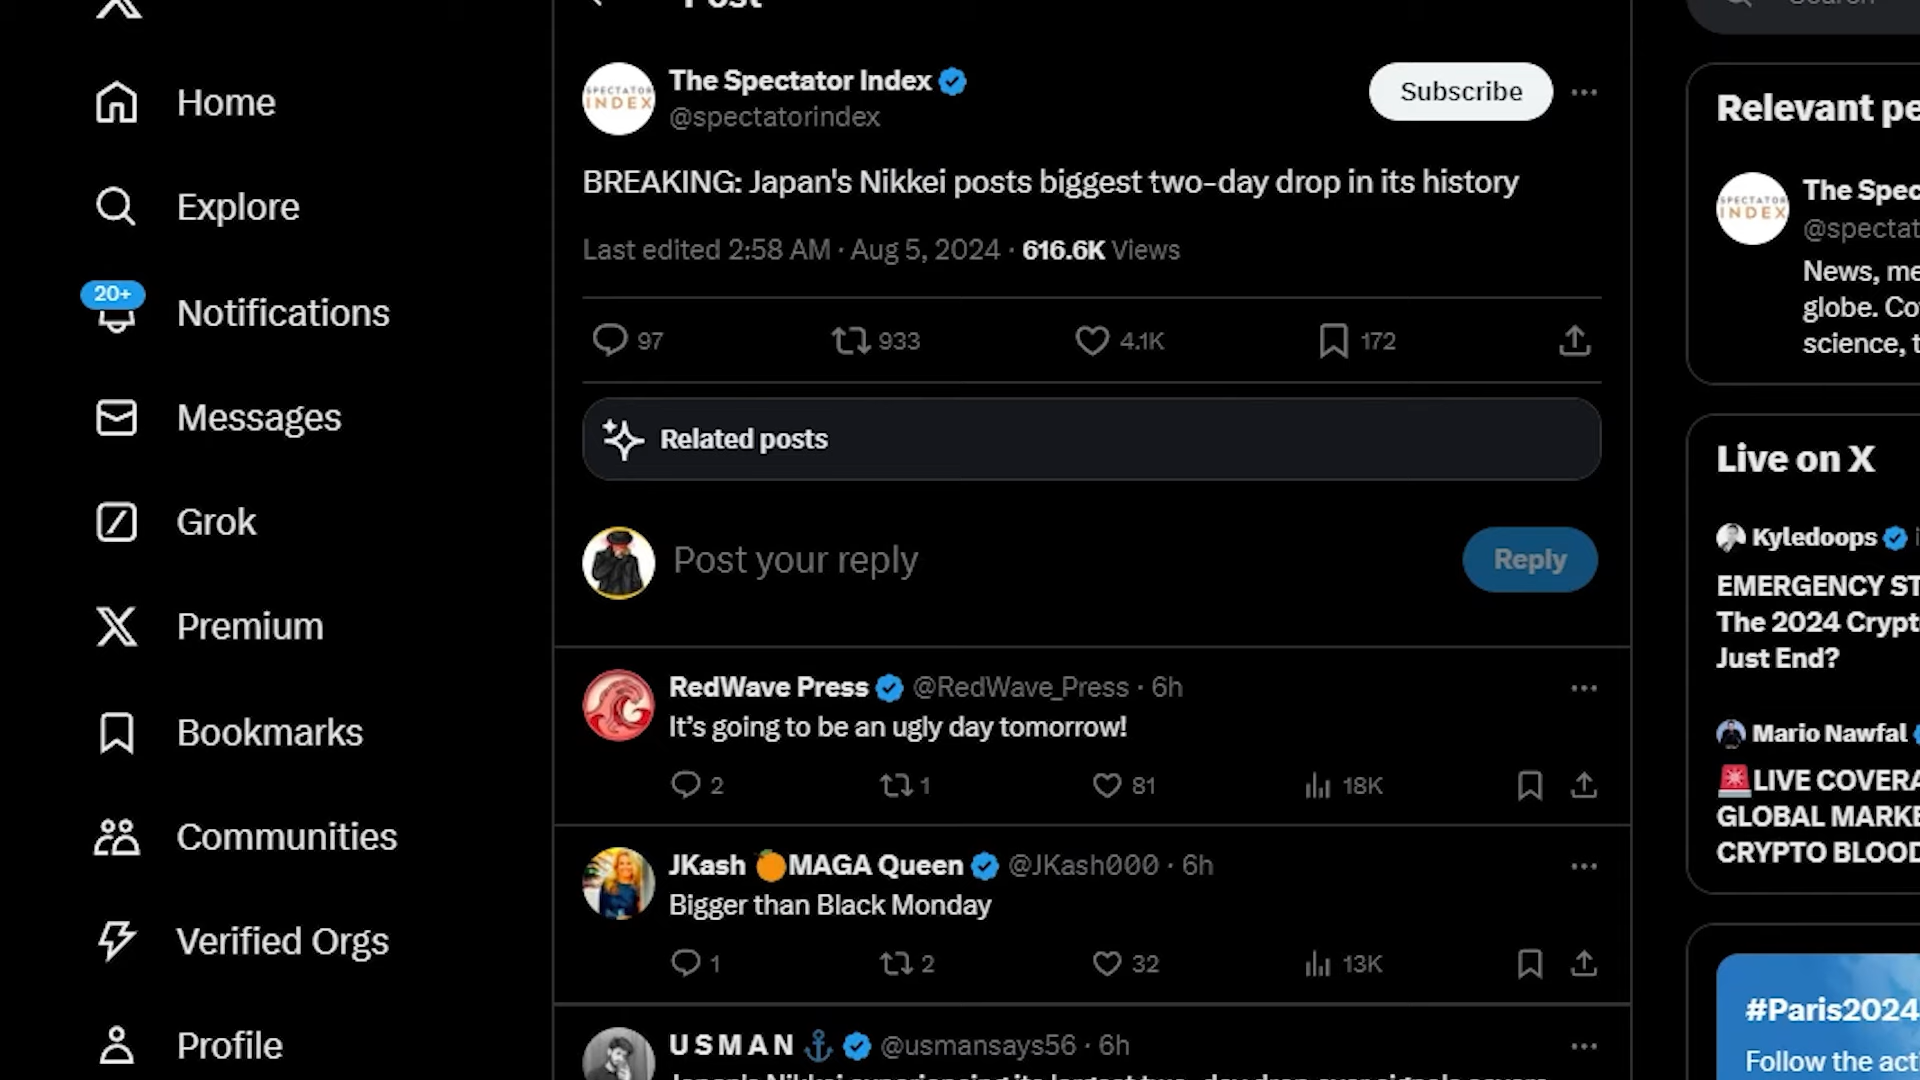 Post
Search
Home
Explore
20+
Notifications
Messages
Grok
Premium
Bookmarks
Communities
Verified Orgs
Profile
SPECTATOR
INDEX
The Spectator Index
@spectatorindex
Subscribe
BREAKING: Japan's Nikkei posts biggest two-day drop in its history
Last edited 2:58 AM · Aug 5, 2024 · 616.6K Views
97 933 4.1K 172
Related posts
Post your reply
Reply
RedWave Press @RedWave_Press · 6h
It's going to be an ugly day tomorrow!
2 1 81 18K
JKash 🍊MAGA Queen @JKash000 · 6h
Bigger than Black Monday
1 2 32 13K
U S M A N ⚓ @usmansays56 · 6h
Relevant pe
SPECTATOR
INDEX
The Spec
@spectat
News, me
globe. Co
science, t
Live on X
Kyledoops i
EMERGENCY ST
The 2024 Crypt
Just End?
Mario Nawfal
🚨LIVE COVERA
GLOBAL MARKE
CRYPTO BLOOD
#Paris2024
Follow the act